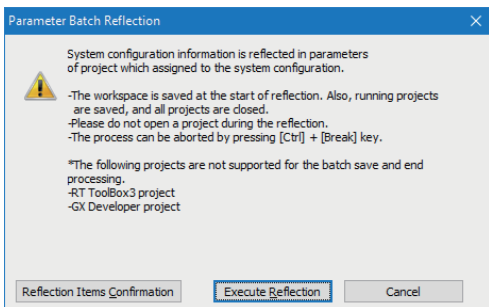 Parameter Batch Reflection
System configuration information is reflected in parameters
of project which assigned to the system configuration.
-The workspace is saved at the start of reflection. Also, running projects
are saved, and all projects are closed.
-Please do not open a project during the reflection.
-The process can be aborted by pressing [Ctrl] + [Break] key.
*The following projects are not supported for the batch save and end
processing.
-RT ToolBox3 project
-GX Developer project
Reflection Items Confirmation
Execute Reflection
Cancel